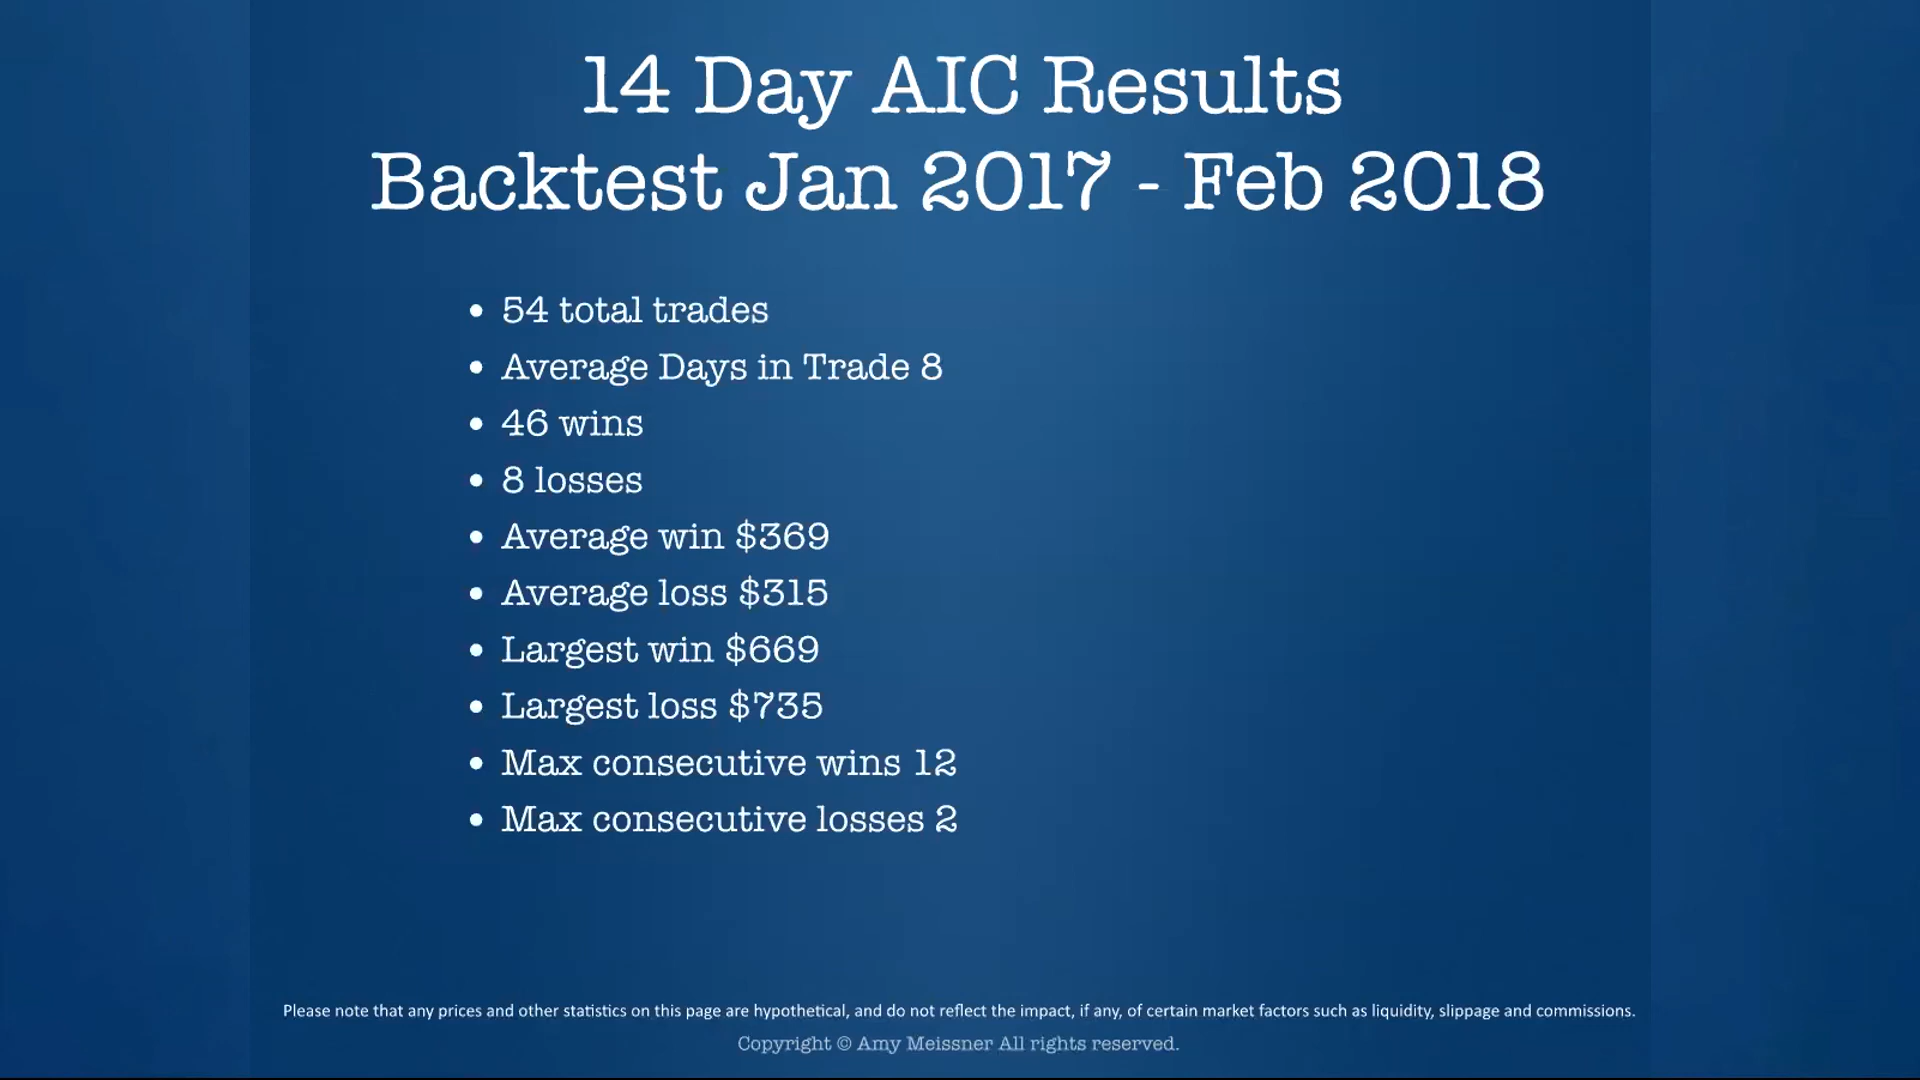 14 Day AIC Results
Backtest Jan 2017 - Feb 2018
• 54 total trades
• Average Days in Trade 8
• 46 wins
• 8 losses
• Average win $369
• Average loss $315
• Largest win $669
• Largest loss $735
• Max consecutive wins 12
• Max consecutive losses 2
Please note that any prices and other statistics on this page are hypothetical, and do not reflect the impact, if any, of certain market factors such as liquidity, slippage and commissions.
Copyright © Amy Meissner All rights reserved.